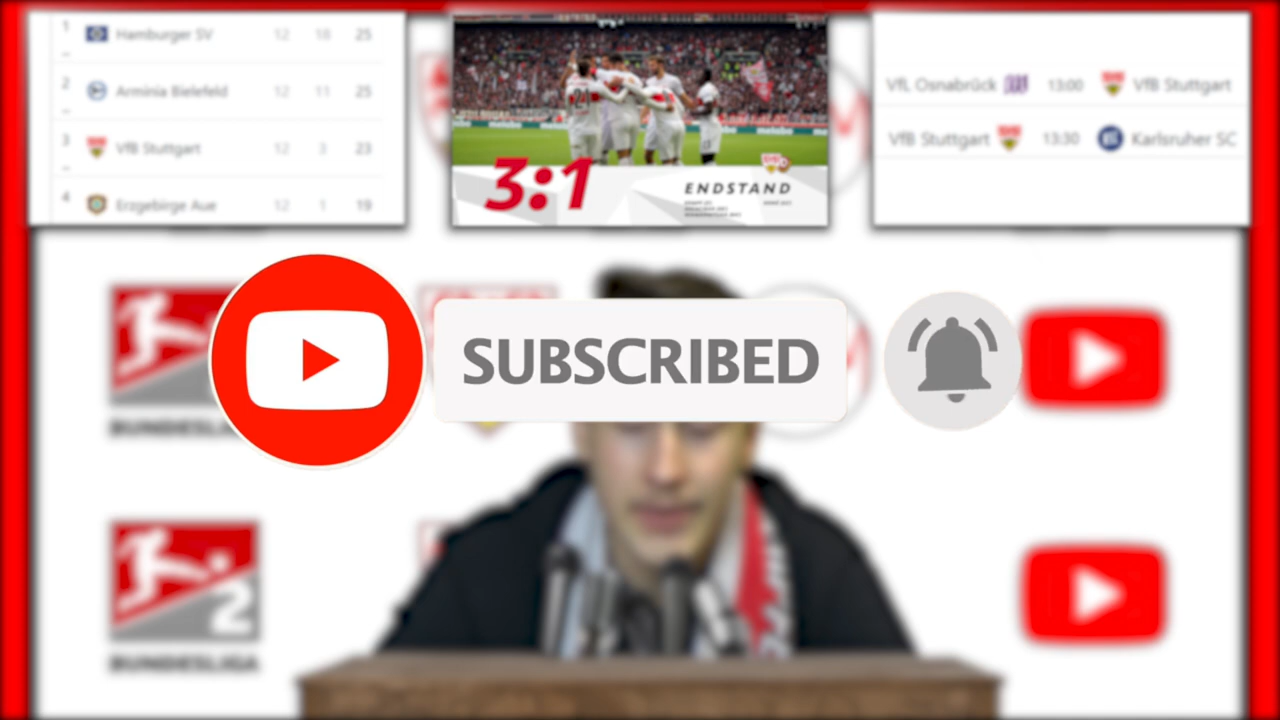 1 Hamburger SV 12 18 25
2 Arminia Bielefeld 12 11 25
3 VfB Stuttgart 12 3 23
4 Erzgebirge Aue 12 1 19
3:1
ENDSTAND
VfL Osnabrück 13:00 VfB Stuttgart
VfB Stuttgart 13:30 Karlsruher SC
SUBSCRIBED
BUNDESLIGA
2
BUNDESLIGA